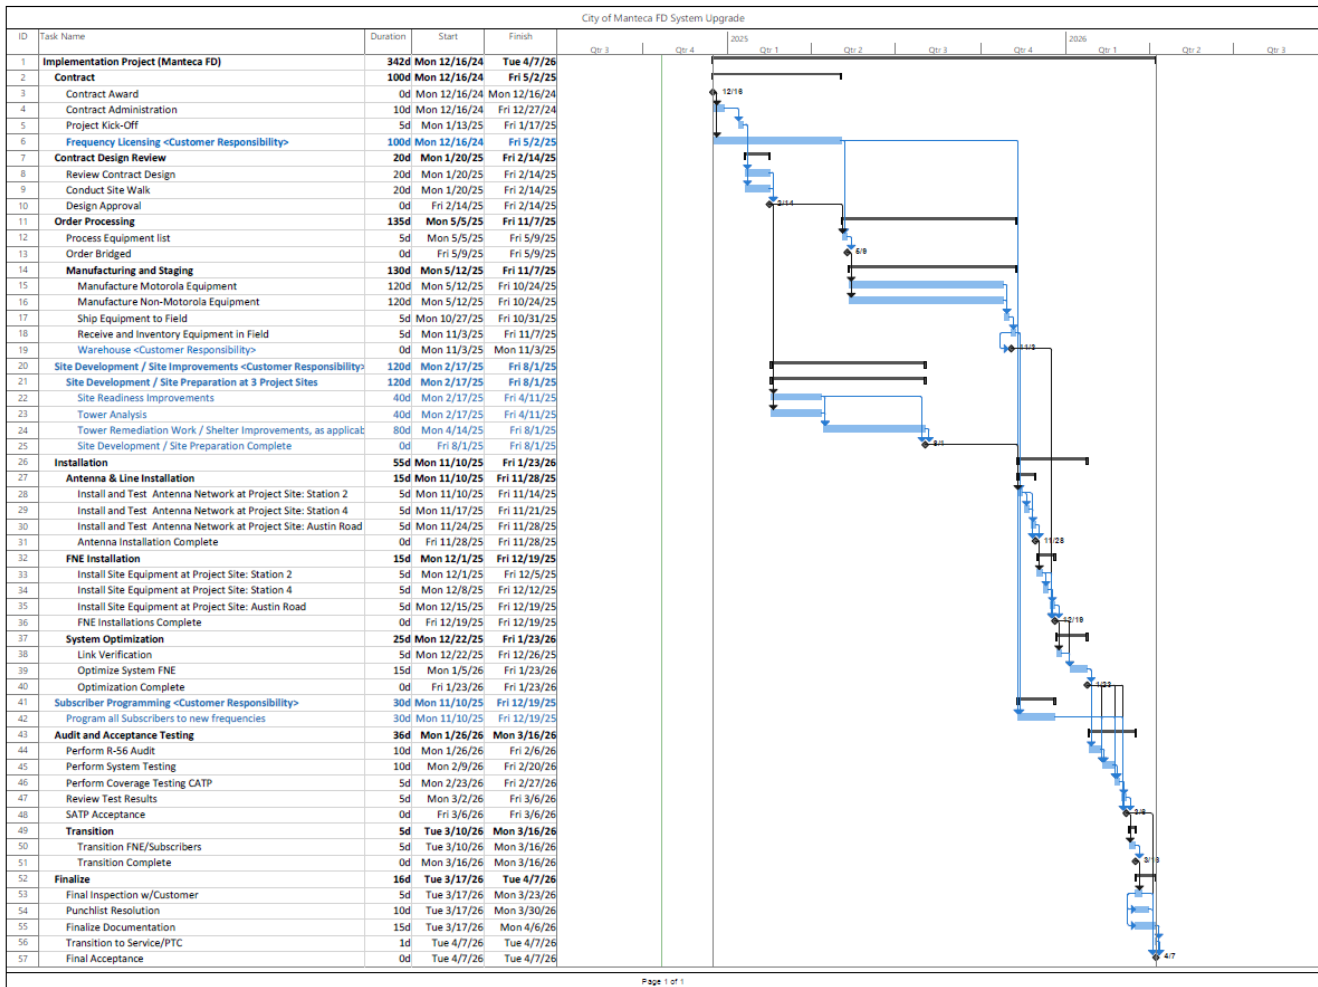 City of Manteca FD System Upgrade
ID Task Name Duration Start Finish 2025 2026
Qtr 3 Qtr 4 Qtr 1 Qtr 2 Qtr 3 Qtr 4 Qtr 1 Qtr 2 Qtr 3
1 Implementation Project (Manteca FD) 342d Mon 12/16/24 Tue 4/7/26
2 Contract 100d Mon 12/16/24 Fri 5/2/25
3 Contract Award 0d Mon 12/16/24 Mon 12/16/24 12/16
4 Contract Administration 10d Mon 12/16/24 Fri 12/27/24
5 Project Kick-Off 5d Mon 1/13/25 Fri 1/17/25
6 Frequency Licensing <Customer Responsibility> 100d Mon 12/16/24 Fri 5/2/25
7 Contract Design Review 20d Mon 1/20/25 Fri 2/14/25
8 Review Contract Design 20d Mon 1/20/25 Fri 2/14/25
9 Conduct Site Walk 20d Mon 1/20/25 Fri 2/14/25
10 Design Approval 0d Fri 2/14/25 Fri 2/14/25 2/14
11 Order Processing 135d Mon 5/5/25 Fri 11/7/25
12 Process Equipment list 5d Mon 5/5/25 Fri 5/9/25
13 Order Bridged 0d Fri 5/9/25 Fri 5/9/25 5/9
14 Manufacturing and Staging 130d Mon 5/12/25 Fri 11/7/25
15 Manufacture Motorola Equipment 120d Mon 5/12/25 Fri 10/24/25
16 Manufacture Non-Motorola Equipment 120d Mon 5/12/25 Fri 10/24/25
17 Ship Equipment to Field 5d Mon 10/27/25 Fri 10/31/25
18 Receive and Inventory Equipment in Field 5d Mon 11/3/25 Fri 11/7/25
19 Warehouse <Customer Responsibility> 0d Mon 11/3/25 Mon 11/3/25 11/3
20 Site Development / Site Improvements <Customer Responsibility> 120d Mon 2/17/25 Fri 8/1/25
21 Site Development / Site Preparation at 3 Project Sites 120d Mon 2/17/25 Fri 8/1/25
22 Site Readiness Improvements 40d Mon 2/17/25 Fri 4/11/25
23 Tower Analysis 40d Mon 2/17/25 Fri 4/11/25
24 Tower Remediation Work / Shelter Improvements, as applicab 80d Mon 4/14/25 Fri 8/1/25
25 Site Development / Site Preparation Complete 0d Fri 8/1/25 Fri 8/1/25 8/1
26 Installation 55d Mon 11/10/25 Fri 1/23/26
27 Antenna & Line Installation 15d Mon 11/10/25 Fri 11/28/25
28 Install and Test Antenna Network at Project Site: Station 2 5d Mon 11/10/25 Fri 11/14/25
29 Install and Test Antenna Network at Project Site: Station 4 5d Mon 11/17/25 Fri 11/21/25
30 Install and Test Antenna Network at Project Site: Austin Road 5d Mon 11/24/25 Fri 11/28/25
31 Antenna Installation Complete 0d Fri 11/28/25 Fri 11/28/25 11/28
32 FNE Installation 15d Mon 12/1/25 Fri 12/19/25
33 Install Site Equipment at Project Site: Station 2 5d Mon 12/1/25 Fri 12/5/25
34 Install Site Equipment at Project Site: Station 4 5d Mon 12/8/25 Fri 12/12/25
35 Install Site Equipment at Project Site: Austin Road 5d Mon 12/15/25 Fri 12/19/25
36 FNE Installations Complete 0d Fri 12/19/25 Fri 12/19/25 12/19
37 System Optimization 25d Mon 12/22/25 Fri 1/23/26
38 Link Verification 5d Mon 12/22/25 Fri 12/26/25
39 Optimize System FNE 15d Mon 1/5/26 Fri 1/23/26
40 Optimization Complete 0d Fri 1/23/26 Fri 1/23/26 1/23
41 Subscriber Programming <Customer Responsibility> 30d Mon 11/10/25 Fri 12/19/25
42 Program all Subscribers to new frequencies 30d Mon 11/10/25 Fri 12/19/25
43 Audit and Acceptance Testing 36d Mon 1/26/26 Mon 3/16/26
44 Perform R-56 Audit 10d Mon 1/26/26 Fri 2/6/26
45 Perform System Testing 10d Mon 2/9/26 Fri 2/20/26
46 Perform Coverage Testing CATP 5d Mon 2/23/26 Fri 2/27/26
47 Review Test Results 5d Mon 3/2/26 Fri 3/6/26
48 SATP Acceptance 0d Fri 3/6/26 Fri 3/6/26 3/6
49 Transition 5d Tue 3/10/26 Mon 3/16/26
50 Transition FNE/Subscribers 5d Tue 3/10/26 Mon 3/16/26
51 Transition Complete 0d Mon 3/16/26 Mon 3/16/26 3/16
52 Finalize 16d Tue 3/17/26 Tue 4/7/26
53 Final Inspection w/Customer 5d Tue 3/17/26 Mon 3/23/26
54 Punchlist Resolution 10d Tue 3/17/26 Mon 3/30/26
55 Finalize Documentation 15d Tue 3/17/26 Mon 4/6/26
56 Transition to Service/PTC 1d Tue 4/7/26 Tue 4/7/26
57 Final Acceptance 0d Tue 4/7/26 Tue 4/7/26 4/7
Page 1 of 1